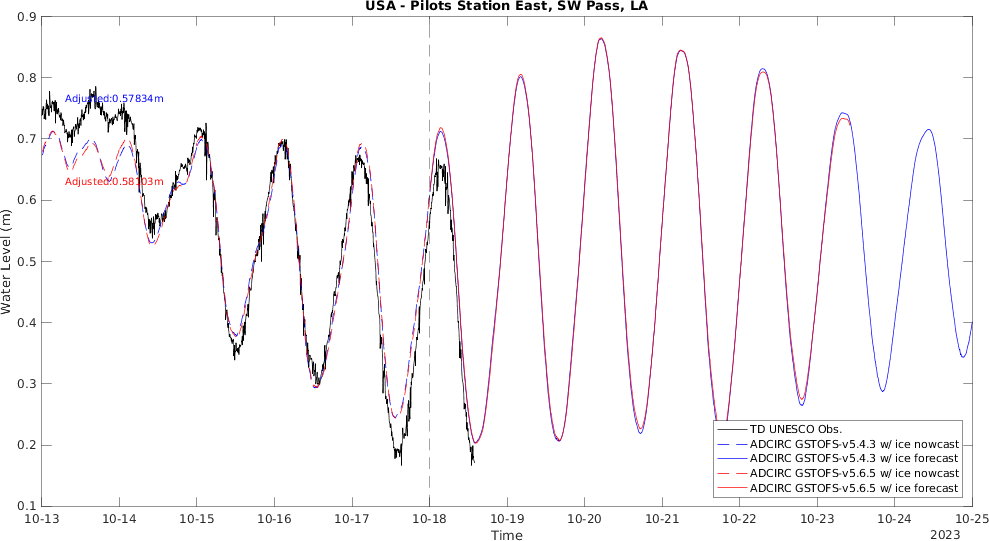 USA - Pilots Station East, SW Pass, LA
0.9
0.8
0.7
0.6
0.5
0.4
0.3
0.2
0.1
Water Level (m)
Adjusted:0.57834m
Adjusted:0.58103m
TD UNESCO Obs.
ADCIRC GSTOFS-v5.4.3 w/ ice nowcast
ADCIRC GSTOFS-v5.4.3 w/ ice forecast
ADCIRC GSTOFS-v5.6.5 w/ ice nowcast
ADCIRC GSTOFS-v5.6.5 w/ ice forecast
10-13 10-14 10-15 10-16 10-17 10-18 10-19 10-20 10-21 10-22 10-23 10-24 10-25
Time
2023